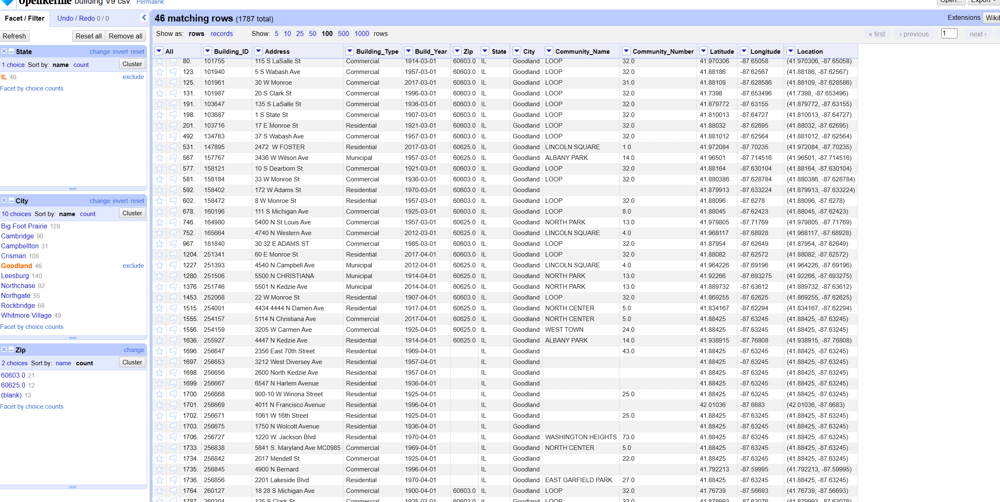 OpenRefine building V9 csv Permalink Open... Export
Facet / Filter Undo / Redo 0 / 0
Refresh Reset all Remove all
State change invert reset
1 choice Sort by: name count Cluster
IL 46 exclude
Facet by choice counts
City change invert reset
10 choices Sort by: name count Cluster
Big Foot Prairie 128
Cambridge 90
Campbellton 31
Crisman 108
Goodland 46 exclude
Leesburg 140
Northchase 92
Northgate 55
Rockbridge 68
Whitmore Village 49
Facet by choice counts
Zip change
2 choices Sort by: name count Cluster
60603.0 21
60625.0 12
(blank) 13
Facet by choice counts
46 matching rows (1787 total) Extensions
Show as: rows records Show: 5 10 25 50 100 500 1000 rows « first ‹ previous 1 next ›
All Building_ID Address Building_Type Build_Year Zip State City Community_Name Community_Number Latitude Longitude Location
80. 101755 115 S LaSalle St Commercial 1914-03-01 60603.0 IL Goodland LOOP 32.0 41.970306 -87.65058 (41.970306, -87.65058)
123. 101940 5 S Wabash Ave Commercial 1957-03-01 60603.0 IL Goodland LOOP 32.0 41.88186 -87.62567 (41.88186, -87.62567)
125. 101961 30 W Monroe Commercial 2017-03-01 60603.0 IL Goodland LOOP 31.0 41.88109 -87.628586 (41.88109, -87.628586)
131. 101987 20 S Clark St Commercial 1996-03-01 60603.0 IL Goodland LOOP 32.0 41.7398 -87.653496 (41.7398, -87.653496)
191. 103647 135 S LaSalle St Commercial 1936-03-01 60603.0 IL Goodland LOOP 32.0 41.879772 -87.63155 (41.879772, -87.63155)
198. 103687 1 S State St Commercial 1907-03-01 60603.0 IL Goodland LOOP 32.0 41.810013 -87.64727 (41.810013, -87.64727)
201. 103716 17 E Monroe St Residential 1921-03-01 60603.0 IL Goodland LOOP 32.0 41.88032 -87.62695 (41.88032, -87.62695)
492. 134783 37 S Wabash Ave Commercial 1957-03-01 60603.0 IL Goodland LOOP 32.0 41.881012 -87.62564 (41.881012, -87.62564)
531. 147895 2472 W FOSTER Residential 2017-03-01 60625.0 IL Goodland LINCOLN SQUARE 1.0 41.972084 -87.70235 (41.972084, -87.70235)
567. 157767 3436 W Wilson Ave Municipal 1957-03-01 60625.0 IL Goodland ALBANY PARK 14.0 41.96501 -87.714516 (41.96501, -87.714516)
577. 158121 10 S Dearborn St Commercial 1921-03-01 60603.0 IL Goodland LOOP 32.0 41.88164 -87.630104 (41.88164, -87.630104)
581. 158184 33 W Monroe St Commercial 1936-03-01 60603.0 IL Goodland LOOP 32.0 41.880386 -87.628784 (41.880386, -87.628784)
592. 158402 172 W Adams St Residential 1970-03-01 60603.0 IL Goodland 41.879913 -87.633224 (41.879913, -87.633224)
602. 158472 8 W Monroe St Residential 1957-03-01 60603.0 IL Goodland LOOP 32.0 41.88096 -87.6278 (41.88096, -87.6278)
678. 160196 111 S Michigan Ave Commercial 1925-03-01 60603.0 IL Goodland LOOP 8.0 41.88045 -87.62423 (41.88045, -87.62423)
746. 164980 5400 N St Louis Ave Commercial 1957-03-01 60625.0 IL Goodland NORTH PARK 13.0 41.979805 -87.71769 (41.979805, -87.71769)
752. 165664 4740 N Western Ave Commercial 2012-03-01 60625.0 IL Goodland LINCOLN SQUARE 4.0 41.968117 -87.68928 (41.968117, -87.68928)
967. 181840 30 32 E ADAMS ST Commercial 1985-03-01 60603.0 IL Goodland LOOP 32.0 41.87954 -87.62649 (41.87954, -87.62649)
1204. 251341 60 E Monroe St Residential 2017-04-01 60603.0 IL Goodland LOOP 32.0 41.88082 -87.62572 (41.88082, -87.62572)
1227. 251393 4540 N Campbell Ave Municipal 2012-04-01 60625.0 IL Goodland LINCOLN SQUARE 4.0 41.964226 -87.69196 (41.964226, -87.69196)
1280. 251506 5500 N CHRISTIANA Municipal 1914-04-01 60625.0 IL Goodland NORTH PARK 13.0 41.92266 -87.693275 (41.92266, -87.693275)
1376. 251746 5501 N Kedzie Ave Municipal 2014-04-01 60625.0 IL Goodland NORTH PARK 13.0 41.889732 -87.63612 (41.889732, -87.63612)
1453. 252068 22 W Monroe St Residential 1907-04-01 60603.0 IL Goodland LOOP 32.0 41.869255 -87.62625 (41.869255, -87.62625)
1515. 254001 4434 4444 N Damen Ave Residential 1917-04-01 60625.0 IL Goodland NORTH CENTER 5.0 41.834167 -87.62294 (41.834167, -87.62294)
1555. 254157 5114 N Christiana Ave Commercial 2017-04-01 60625.0 IL Goodland NORTH CENTER 5.0 41.88425 -87.63245 (41.88425, -87.63245)
1556. 254159 3205 W Carmen Ave Commercial 1925-04-01 60625.0 IL Goodland WEST TOWN 24.0 41.88425 -87.63245 (41.88425, -87.63245)
1636. 255927 4447 N Kedzie Ave Residential 1914-04-01 60625.0 IL Goodland ALBANY PARK 14.0 41.938915 -87.76808 (41.938915, -87.76808)
1696. 256647 2356 East 70th Street Residential 1969-04-01 IL Goodland 43.0 41.88425 -87.63245 (41.88425, -87.63245)
1697. 256653 3212 West Diversey Ave Residential 1957-04-01 IL Goodland 41.88425 -87.63245 (41.88425, -87.63245)
1698. 256656 2600 North Kedzie Ave Residential 1957-04-01 IL Goodland 41.88425 -87.63245 (41.88425, -87.63245)
1699. 256667 6547 N Harlem Avenue Residential 1936-04-01 IL Goodland 41.88425 -87.63245 (41.88425, -87.63245)
1700. 256668 900-10 W Winona Street Residential 1925-04-01 IL Goodland 25.0 41.88425 -87.63245 (41.88425, -87.63245)
1701. 256669 4011 N Francisco Avenue Residential 1996-04-01 IL Goodland 42.01036 -87.6683 (42.01036, -87.6683)
1702. 256671 1061 W 16th Street Residential 1925-04-01 IL Goodland 25.0 41.88425 -87.63245 (41.88425, -87.63245)
1703. 256675 1750 N Wolcott Avenue Residential 1936-04-01 IL Goodland 41.88425 -87.63245 (41.88425, -87.63245)
1706. 256727 1220 W. Jackson Blvd Residential 1970-04-01 IL Goodland WASHINGTON HEIGHTS 73.0 41.88425 -87.63245 (41.88425, -87.63245)
1733. 256838 5841 S. Maryland Ave MC0985 Commercial 1969-04-01 IL Goodland NORTH CENTER 5.0 41.88425 -87.63245 (41.88425, -87.63245)
1734. 256842 2017 Mendell St Commercial 1925-04-01 IL Goodland 22.0 41.88425 -87.63245 (41.88425, -87.63245)
1735. 256845 4900 N Bernard Commercial 1996-04-01 IL Goodland 41.792213 -87.59995 (41.792213, -87.59995)
1736. 256856 2201 Lakeside Blvd Residential 1970-04-01 IL Goodland EAST GARFIELD PARK 27.0 41.88425 -87.63245 (41.88425, -87.63245)
1764. 260127 18 28 S Michigan Ave Commercial 1900-04-01 60603.0 IL Goodland LOOP 32.0 41.76739 -87.56693 (41.76739, -87.56693)
1787. 260204 125 S Clark St Commercial 1925-03-01 60603.0 IL Goodland LOOP 32.0 41.879993 -87.63076 (41.879993, -87.63076)